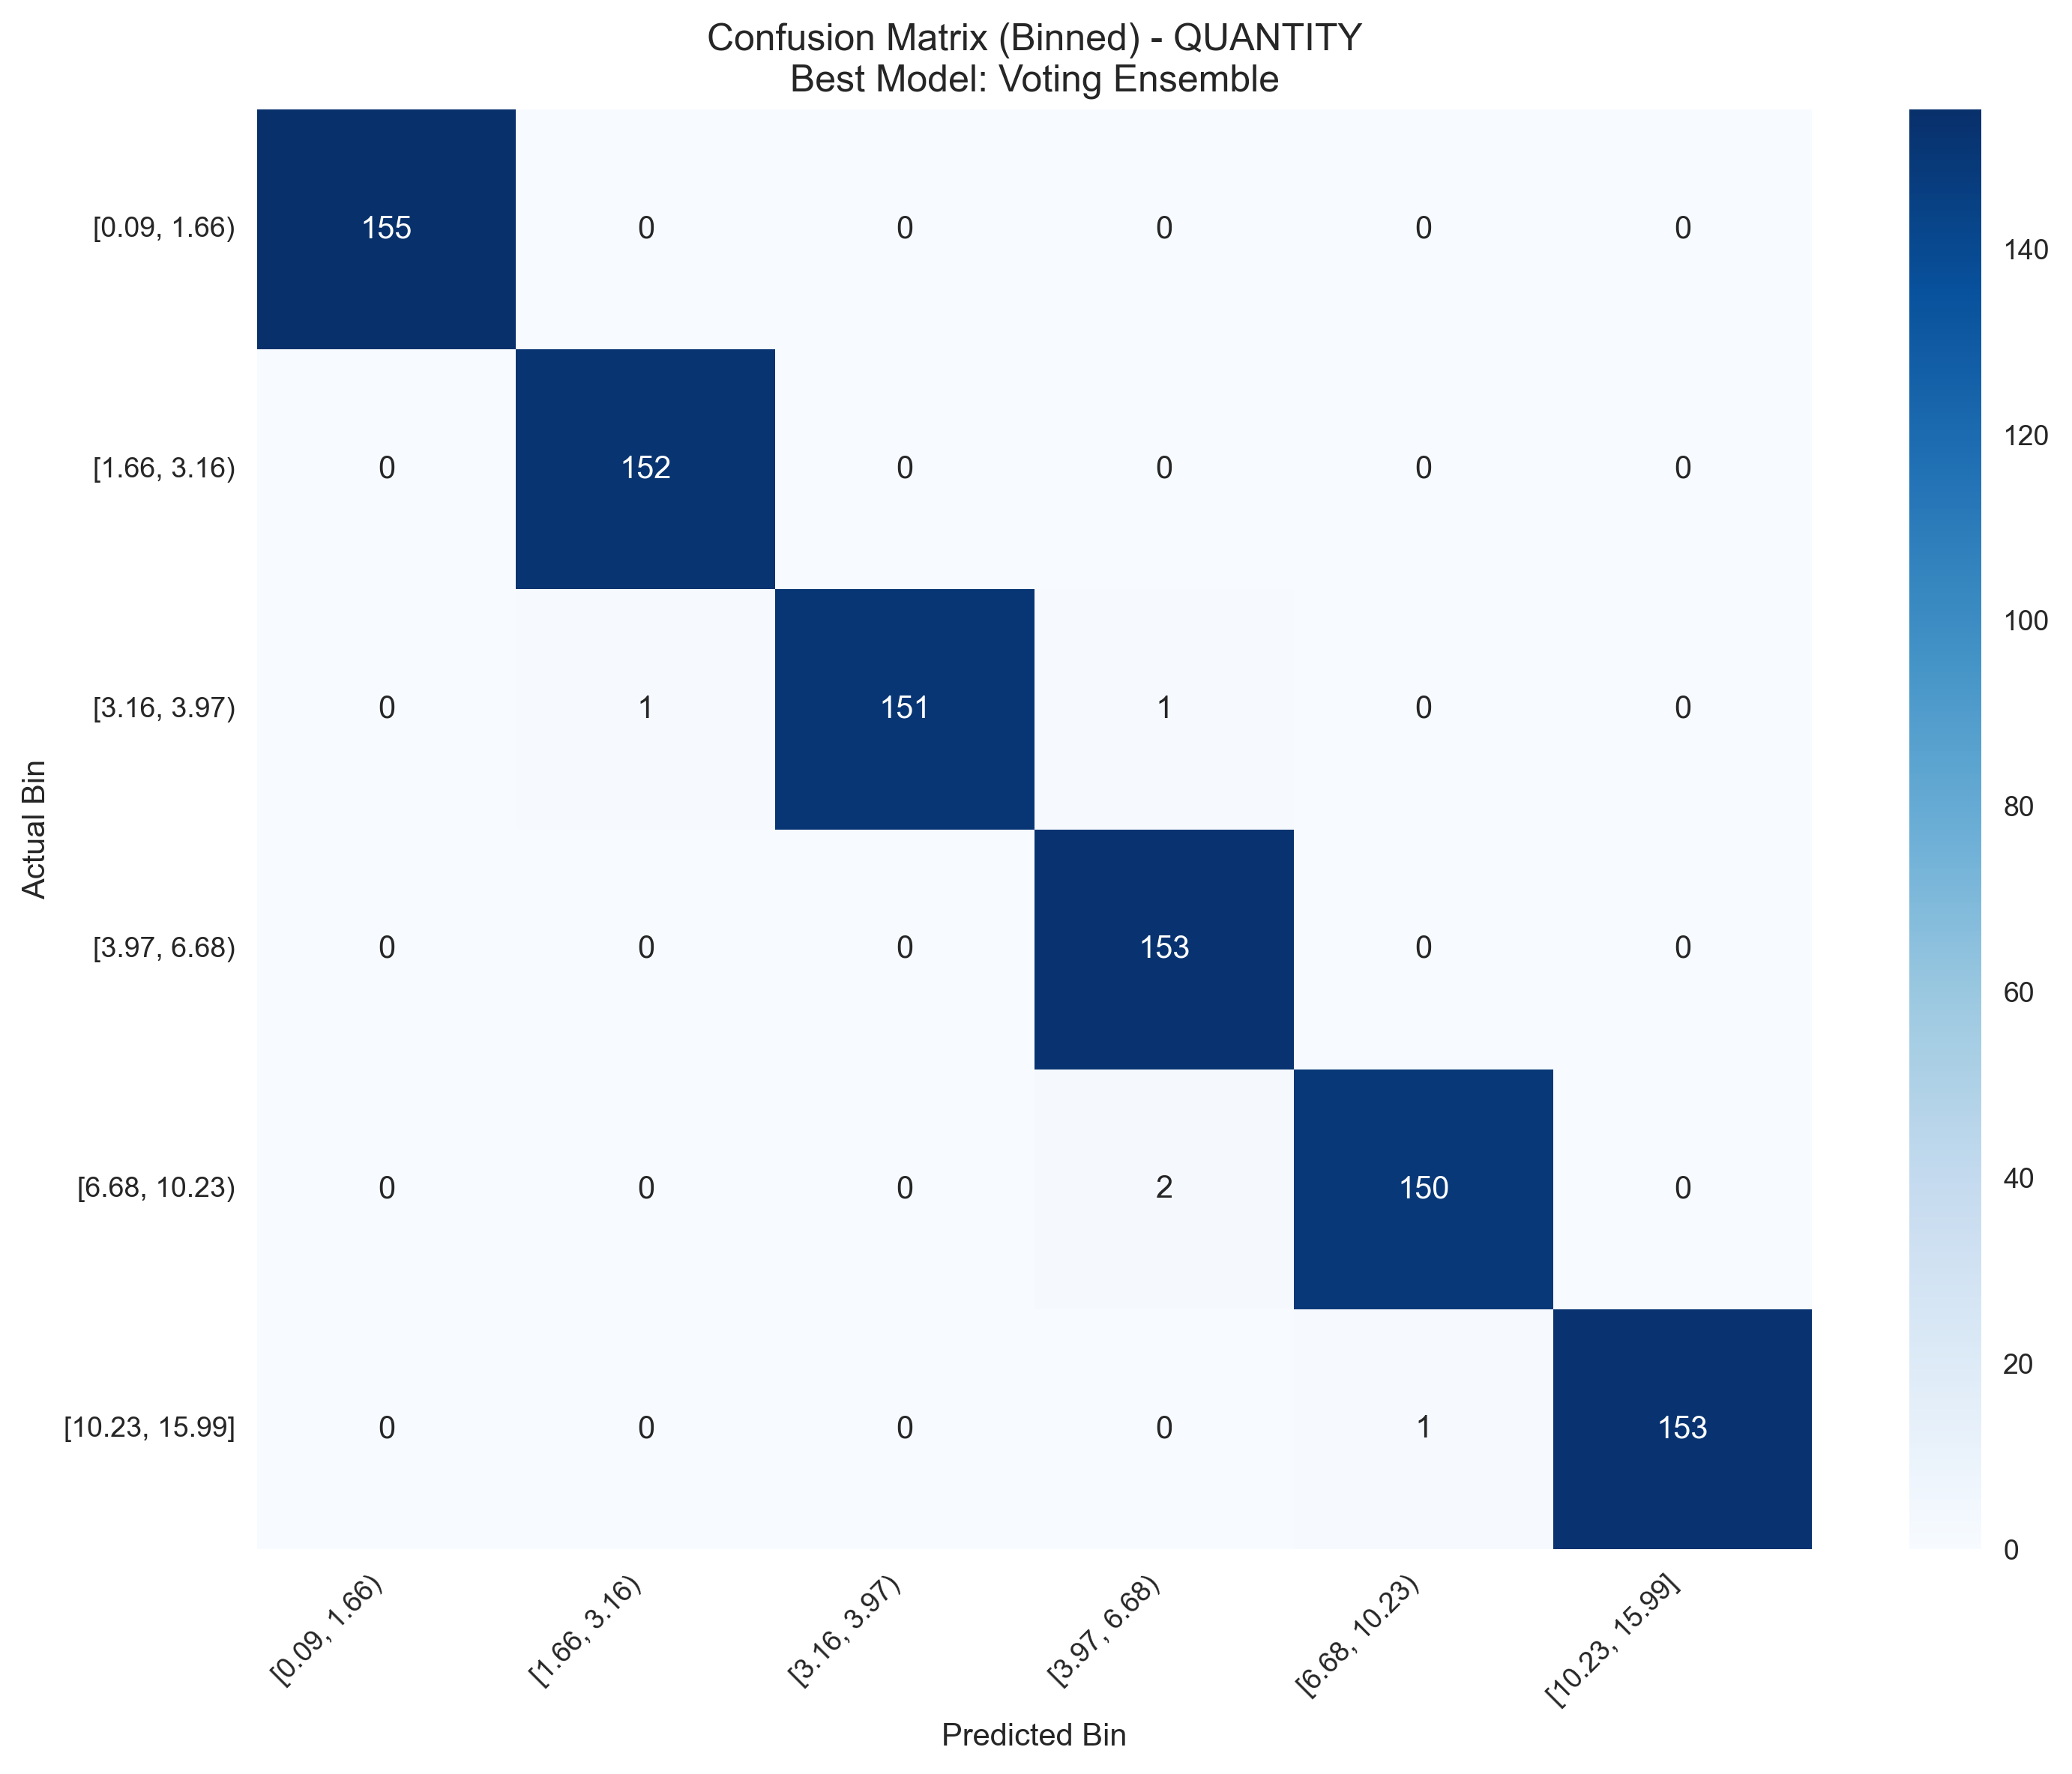 Confusion Matrix (Binned) - QUANTITY
Best Model: Voting Ensemble
[0.09, 1.66) 155 0 0 0 0 0
[1.66, 3.16) 0 152 0 0 0 0
[3.16, 3.97) 0 1 151 1 0 0
[3.97, 6.68) 0 0 0 153 0 0
[6.68, 10.23) 0 0 0 2 150 0
[10.23, 15.99] 0 0 0 0 1 153
Actual Bin
[0.09, 1.66) [1.66, 3.16) [3.16, 3.97) [3.97, 6.68) [6.68, 10.23) [10.23, 15.99]
Predicted Bin
140
120
100
80
60
40
20
0